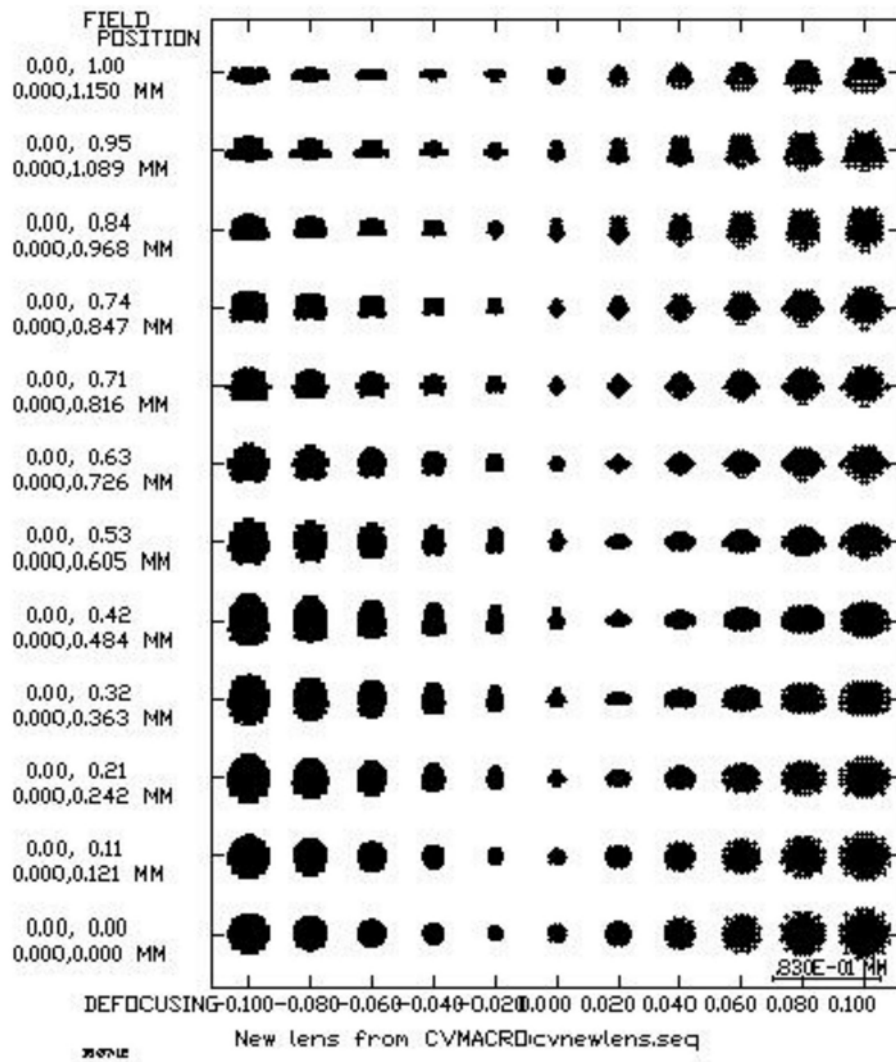 FIELD
POSITION
0.00, 1.00
0.000,1.150 MM
0.00, 0.95
0.000,1.089 MM
0.00, 0.84
0.000,0.968 MM
0.00, 0.74
0.000,0.847 MM
0.00, 0.71
0.000,0.816 MM
0.00, 0.63
0.000,0.726 MM
0.00, 0.53
0.000,0.605 MM
0.00, 0.42
0.000,0.484 MM
0.00, 0.32
0.000,0.363 MM
0.00, 0.21
0.000,0.242 MM
0.00, 0.11
0.000,0.121 MM
0.00, 0.00
0.000,0.000 MM
.830E-01 MM
DEFOCUSING-0.100-0.080-0.060-0.040-0.020 0.000 0.020 0.040 0.060 0.080 0.100
New lens from CVMACRO:cvnewlens.seq